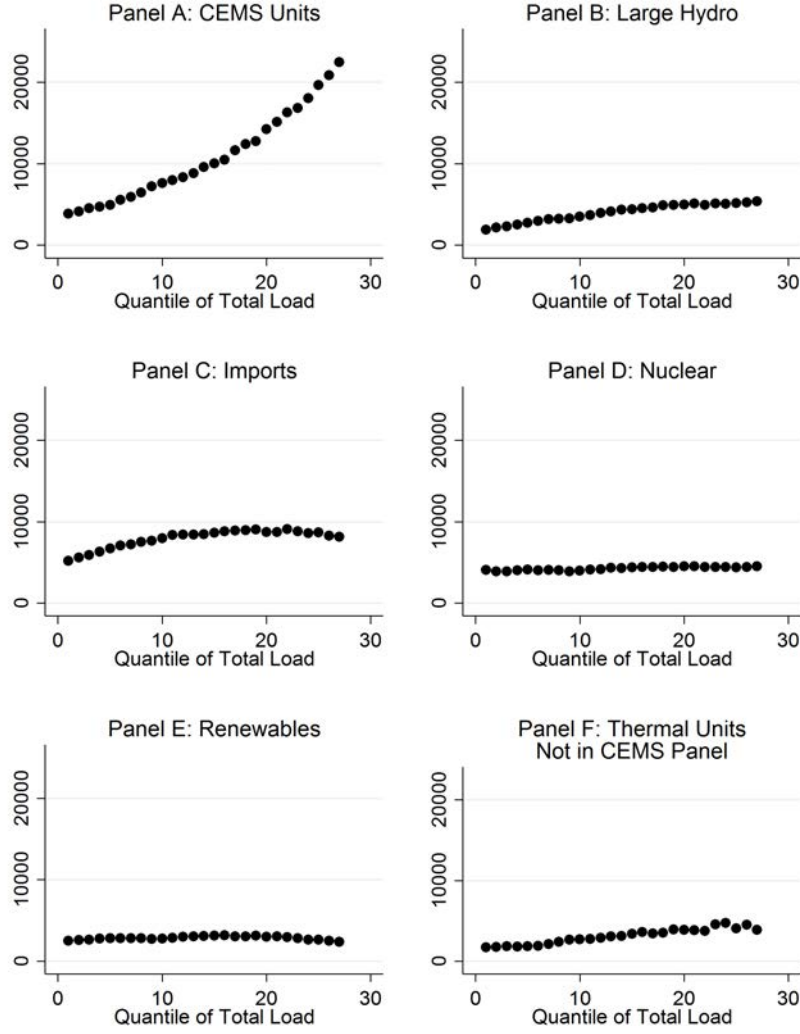 Panel A: CEMS Units
20000
10000
0
0 10 20 30
Quantile of Total Load
Panel B: Large Hydro
20000
10000
0
0 10 20 30
Quantile of Total Load
Panel C: Imports
20000
10000
0
0 10 20 30
Quantile of Total Load
Panel D: Nuclear
20000
10000
0
0 10 20 30
Quantile of Total Load
Panel E: Renewables
20000
10000
0
0 10 20 30
Quantile of Total Load
Panel F: Thermal Units
Not in CEMS Panel
20000
10000
0
0 10 20 30
Quantile of Total Load